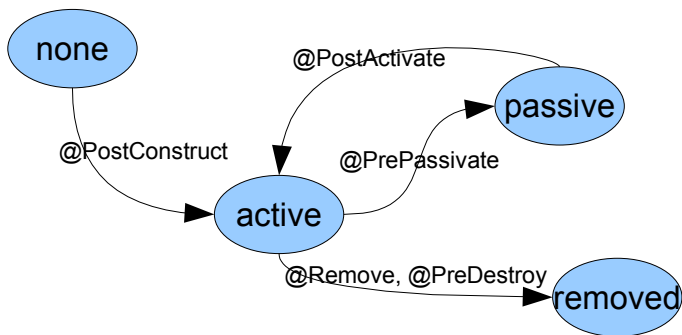 none
@PostActivate
passive
@PostConstruct
@PrePassivate
active
@Remove, @PreDestroy
removed